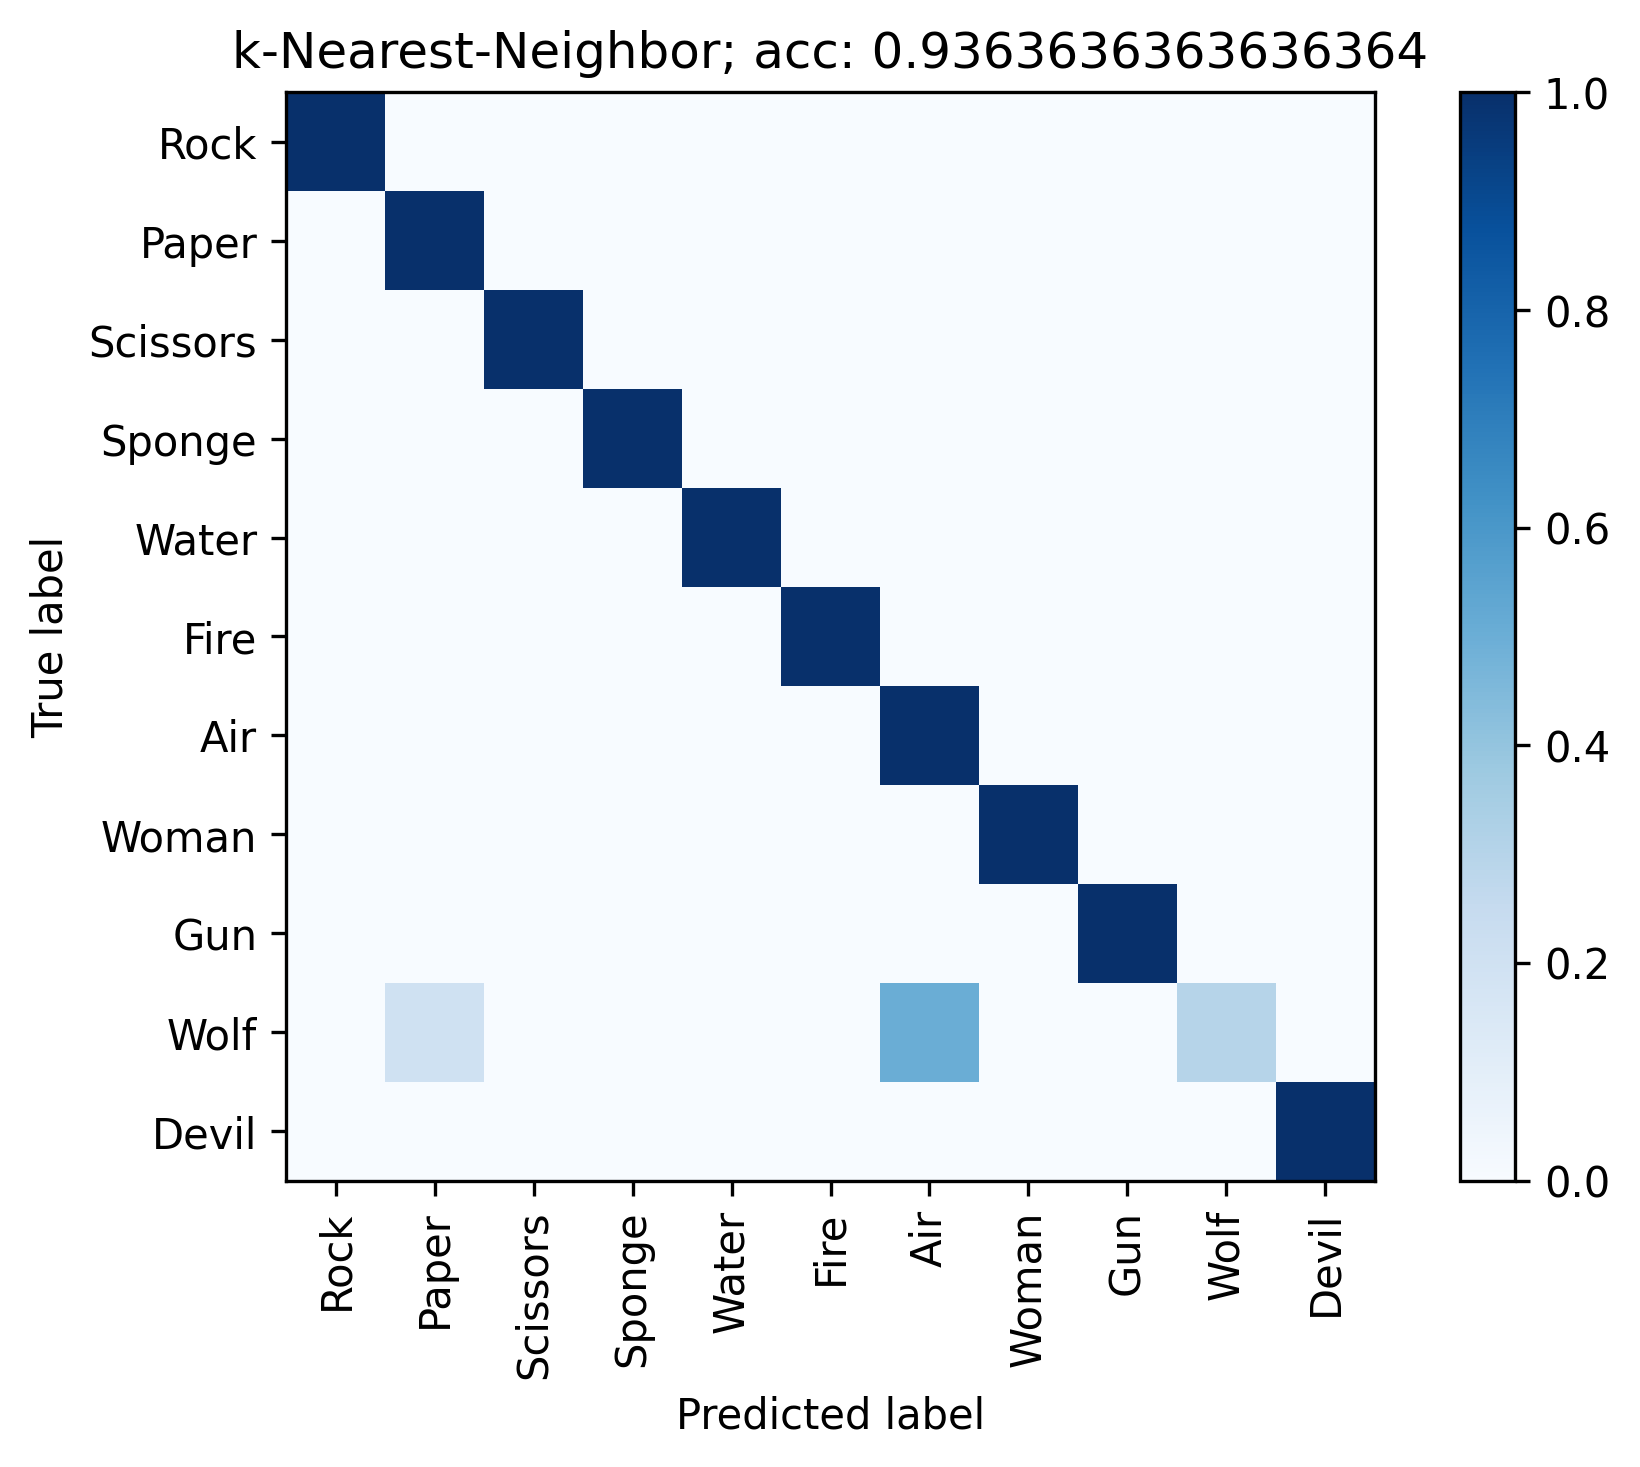 k-Nearest-Neighbor; acc: 0.9363636363636364
Rock
Paper
Scissors
Sponge
Water
Fire
Air
Woman
Gun
Wolf
Devil
True label
Rock
Paper
Scissors
Sponge
Water
Fire
Air
Woman
Gun
Wolf
Devil
Predicted label
1.0
0.8
0.6
0.4
0.2
0.0